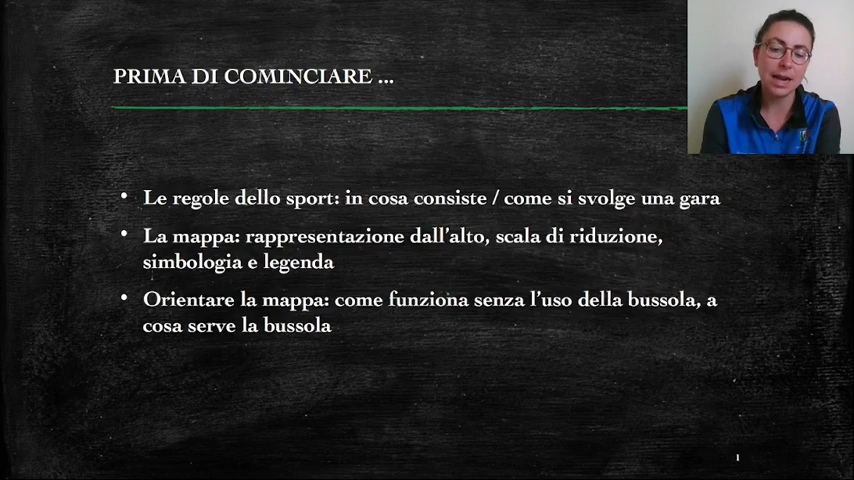 PRIMA DI COMINCIARE ...
• Le regole dello sport: in cosa consiste / come si svolge una gara
• La mappa: rappresentazione dall'alto, scala di riduzione,
simbologia e legenda
• Orientare la mappa: come funziona senza l'uso della bussola, a
cosa serve la bussola
1